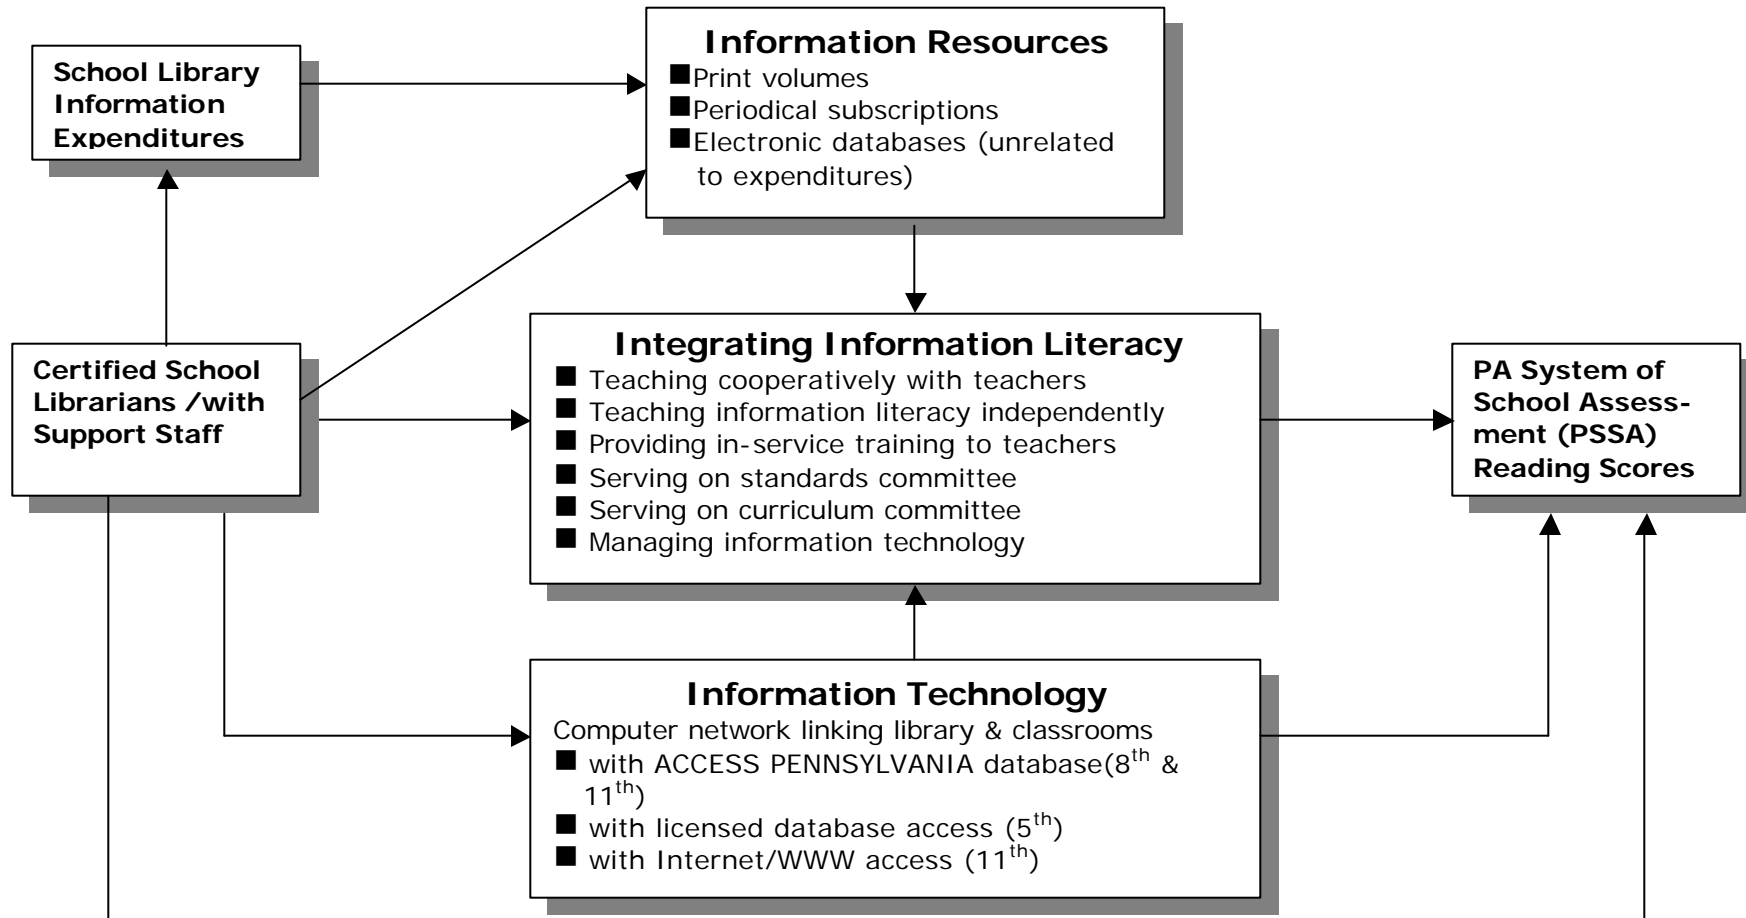 School Library
Information
Expenditures
Information Resources
■Print volumes
■Periodical subscriptions
■Electronic databases (unrelated
to expenditures)
Certified School
Librarians /with
Support Staff
Integrating Information Literacy
■ Teaching cooperatively with teachers
■ Teaching information literacy independently
■ Providing in-service training to teachers
■ Serving on standards committee
■ Serving on curriculum committee
■ Managing information technology
PA System of
School Assess-
ment (PSSA)
Reading Scores
Information Technology
Computer network linking library & classrooms
■ with ACCESS PENNSYLVANIA database(8th &
11th)
■ with licensed database access (5th)
■ with Internet/WWW access (11th)